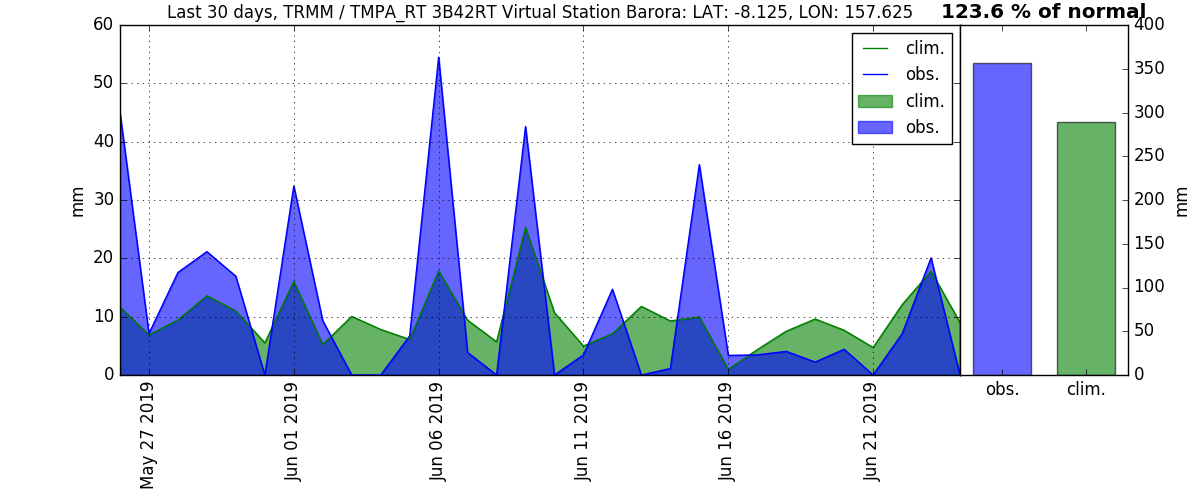 Last 30 days, TRMM / TMPA_RT 3B42RT Virtual Station Barora: LAT: -8.125, LON: 157.625
123.6 % of normal
60
50
40
30
20
10
0
mm
clim.
obs.
clim.
obs.
400
350
300
250
200
150
100
50
0
mm
obs.
clim.
May 27 2019
Jun 01 2019
Jun 06 2019
Jun 11 2019
Jun 16 2019
Jun 21 2019